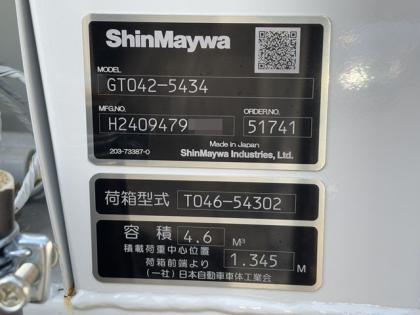 ShinMaywa
MODEL
GT042-5434
MFG.NO. ORDER.NO.
H2409479 51741
Made in Japan
203-73387-0 ShinMaywa Industries, Ltd.
荷箱型式 T046-54302
容積 4.6 M³
積載荷重中心位置
荷箱前端より 1.345 M
(一社)日本自動車車体工業会